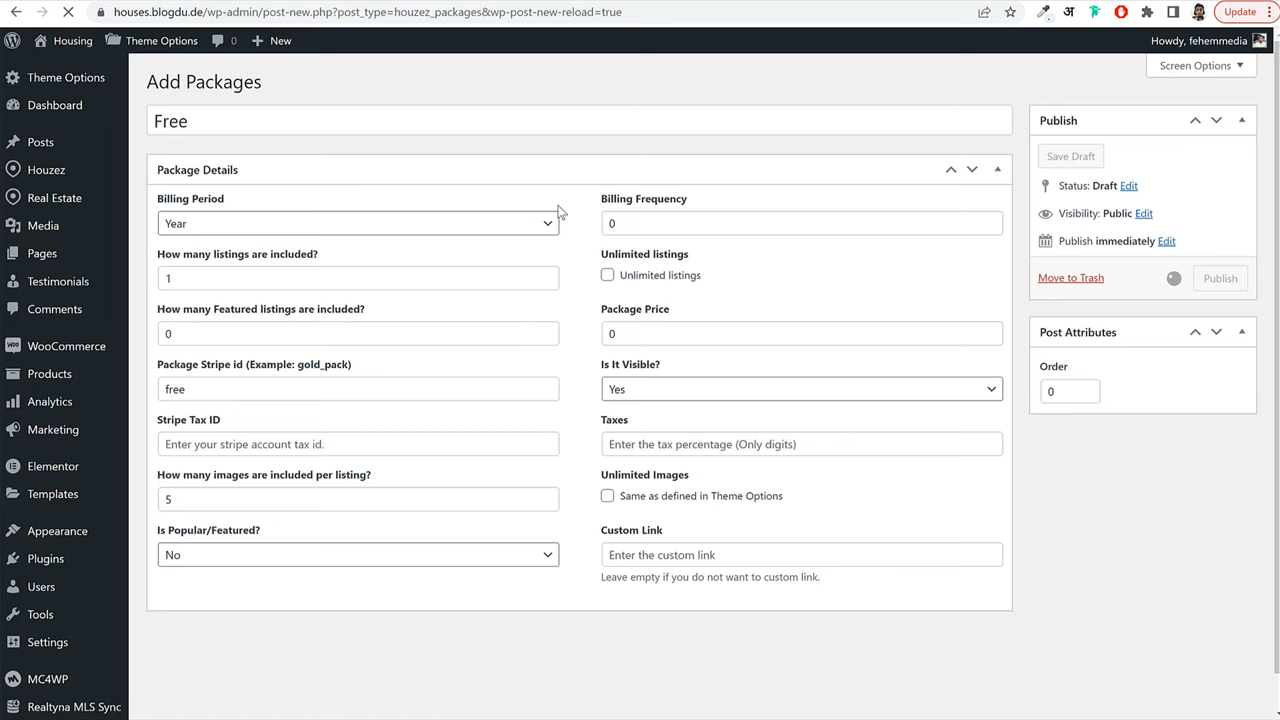 houses.blogdu.de/wp-admin/post-new.php?post_type=houzez_packages&wp-post-new-reload=true
अ
Update
Housing
Theme Options
0
New
Howdy, fehemmedia
Theme Options
Dashboard
Posts
Houzez
Real Estate
Media
Pages
Testimonials
Comments
WooCommerce
Products
Analytics
Marketing
Elementor
Templates
Appearance
Plugins
Users
Tools
Settings
MC4WP
Realtyna MLS Sync
Screen Options
Add Packages
Free
Package Details
Billing Period
Year
Billing Frequency
0
How many listings are included?
1
Unlimited listings
Unlimited listings
How many Featured listings are included?
0
Package Price
0
Package Stripe id (Example: gold_pack)
free
Is It Visible?
Yes
Stripe Tax ID
Enter your stripe account tax id.
Taxes
Enter the tax percentage (Only digits)
How many images are included per listing?
5
Unlimited Images
Same as defined in Theme Options
Is Popular/Featured?
No
Custom Link
Enter the custom link
Leave empty if you do not want to custom link.
Publish
Save Draft
Status: Draft Edit
Visibility: Public Edit
Publish immediately Edit
Move to Trash
Publish
Post Attributes
Order
0